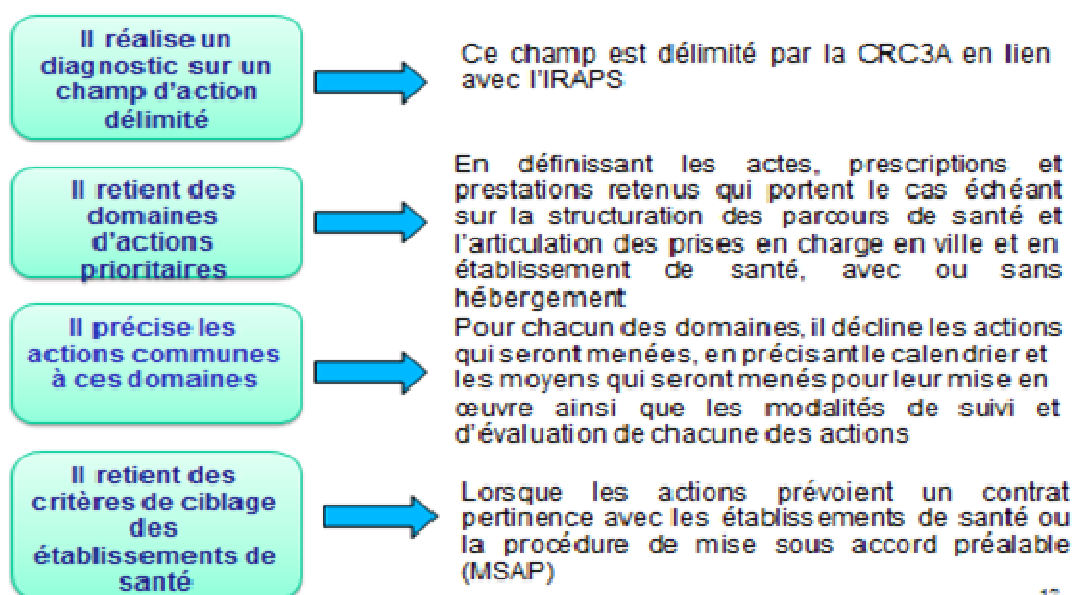 Il réalise un
diagnostic sur un
champ d'action
délimité
Ce champ est délimité par la CRC3A en lien
avec l'IRAPS
Il retient des
domaines
d'actions
prioritaires
En définissant les actes, prescriptions et
prestations retenus qui portent le cas échéant
sur la structuration des parcours de santé et
l'articulation des prises en charge en ville et en
établissement de santé, avec ou sans
hébergement
Il précise les
actions communes
à ces domaines
Pour chacun des domaines, il décline les actions
qui seront menées, en précisant le calendrier et
les moyens qui seront menés pour leur mise en
œuvre ainsi que les modalités de suivi et
d'évaluation de chacune des actions
Il retient des
critères de ciblage
des
établissements de
santé
Lorsque les actions prévoient un contrat
pertinence avec les établissements de santé ou
la procédure de mise sous accord préalable
(MSAP)